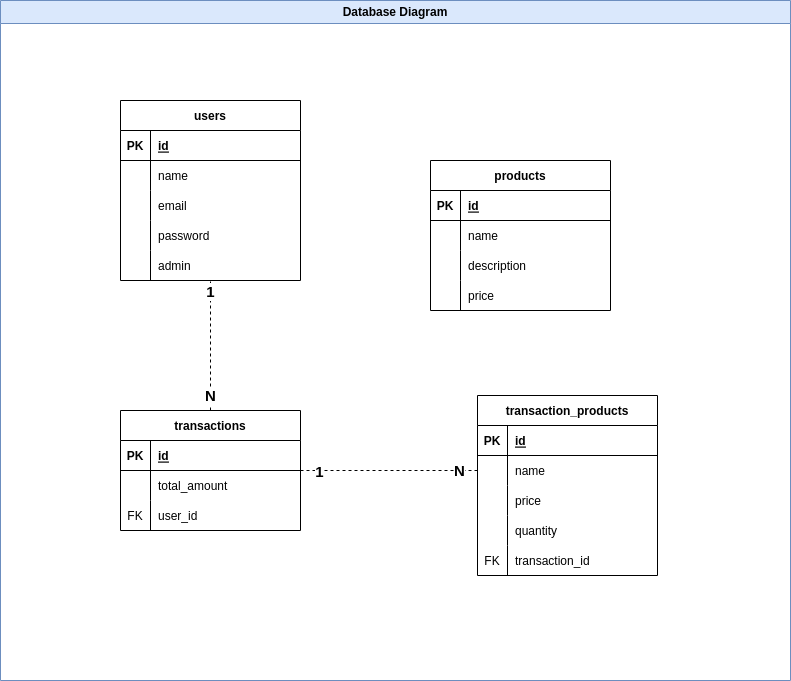 Database Diagram
users
PK id
name
email
password
admin
1
N
products
PK id
name
description
price
transactions
PK id
total_amount
FK user_id
1
N
transaction_products
PK id
name
price
quantity
FK transaction_id